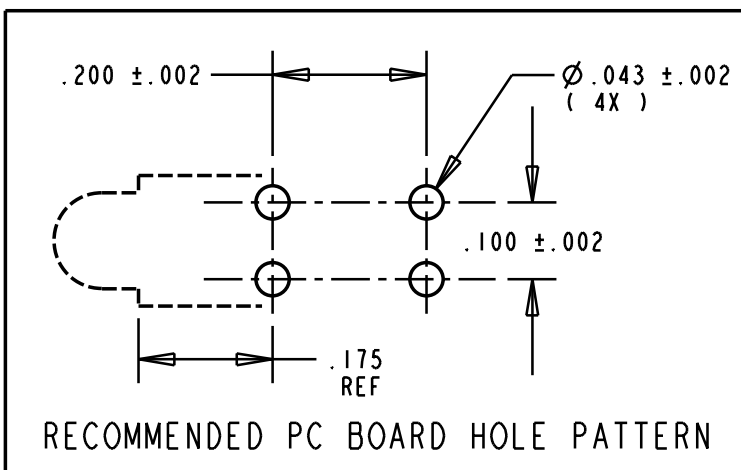 .200 ±.002
Ø .043 ±.002
( 4X )
.100 ±.002
.175
REF
RECOMMENDED PC BOARD HOLE PATTERN